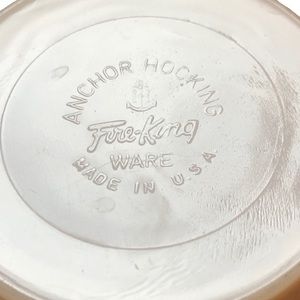 ANCHOR HOCKING
Fire-King
WARE
MADE IN U.S.A